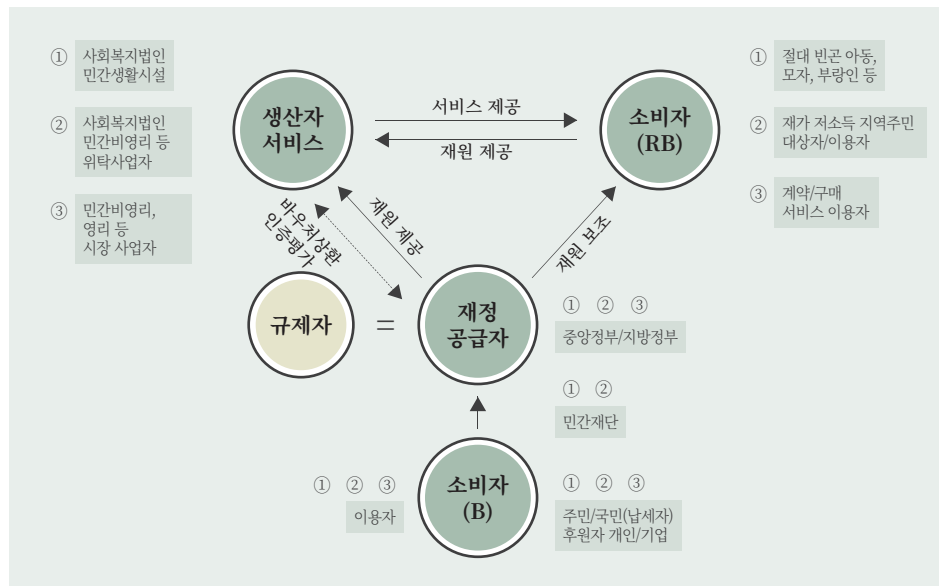 ①
사회복지법인
민간생활시설
②
사회복지법인
민간비영리 등
위탁사업자
③
민간비영리,
영리 등
시장 사업자
생산자
서비스
서비스 제공
재원 제공
소비자
(RB)
①
절대 빈곤 아동,
모자, 부랑인 등
②
재가 저소득 지역주민
대상자/이용자
③
계약/구매
서비스 이용자
바우처상환
인증평가
재원 제공
재원 보조
규제자
=
재정
공급자
① ② ③
중앙정부/지방정부
① ②
민간재단
① ② ③
이용자
소비자
(B)
① ② ③
주민/국민(납세자)
후원자 개인/기업